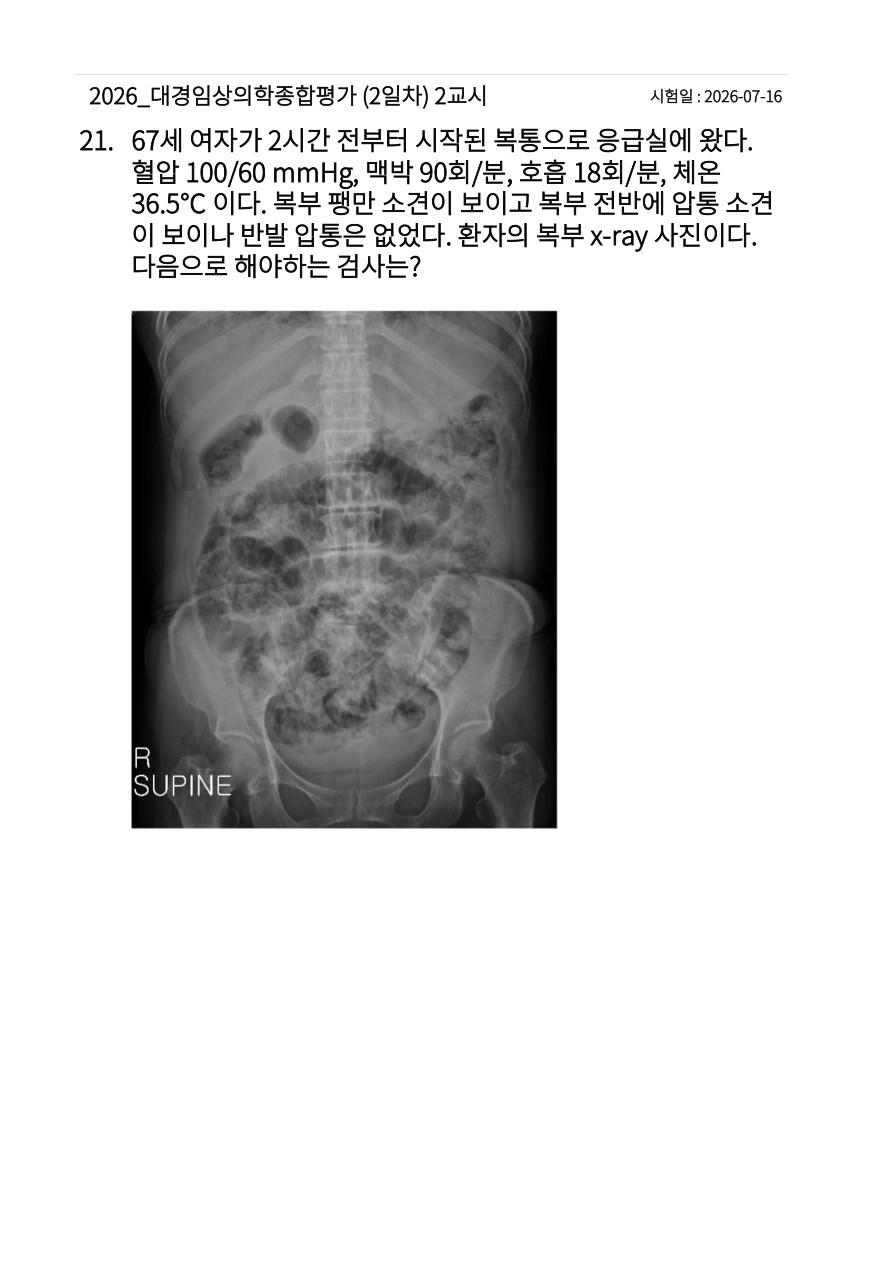 2026_대경임상의학종합평가 (2일차) 2교시
시험일 : 2026-07-16
21. 67세 여자가 2시간 전부터 시작된 복통으로 응급실에 왔다.
혈압 100/60 mmHg, 맥박 90회/분, 호흡 18회/분, 체온
36.5°C 이다. 복부 팽만 소견이 보이고 복부 전반에 압통 소견
이 보이나 반발 압통은 없었다. 환자의 복부 x-ray 사진이다.
다음으로 해야하는 검사는?
R
SUPINE